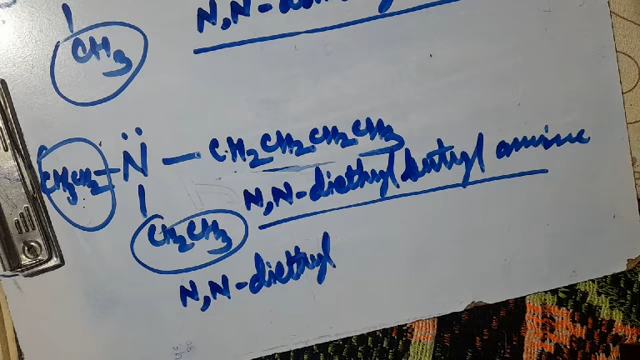 N,N-
CH3
CH3CH2-N̈-CH2CH2CH2CH3
N,N-diethyl butyl amine
CH2CH3
N,N-diethyl